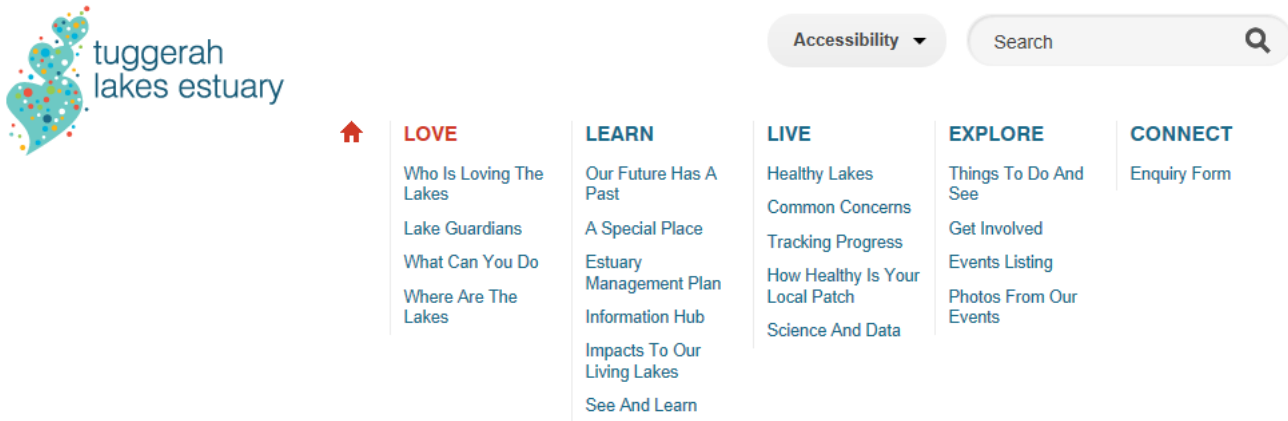 tuggerah
lakes estuary
Accessibility
Search
LOVE
Who Is Loving The
Lakes
Lake Guardians
What Can You Do
Where Are The
Lakes
LEARN
Our Future Has A
Past
A Special Place
Estuary
Management Plan
Information Hub
Impacts To Our
Living Lakes
See And Learn
LIVE
Healthy Lakes
Common Concerns
Tracking Progress
How Healthy Is Your
Local Patch
Science And Data
EXPLORE
Things To Do And
See
Get Involved
Events Listing
Photos From Our
Events
CONNECT
Enquiry Form